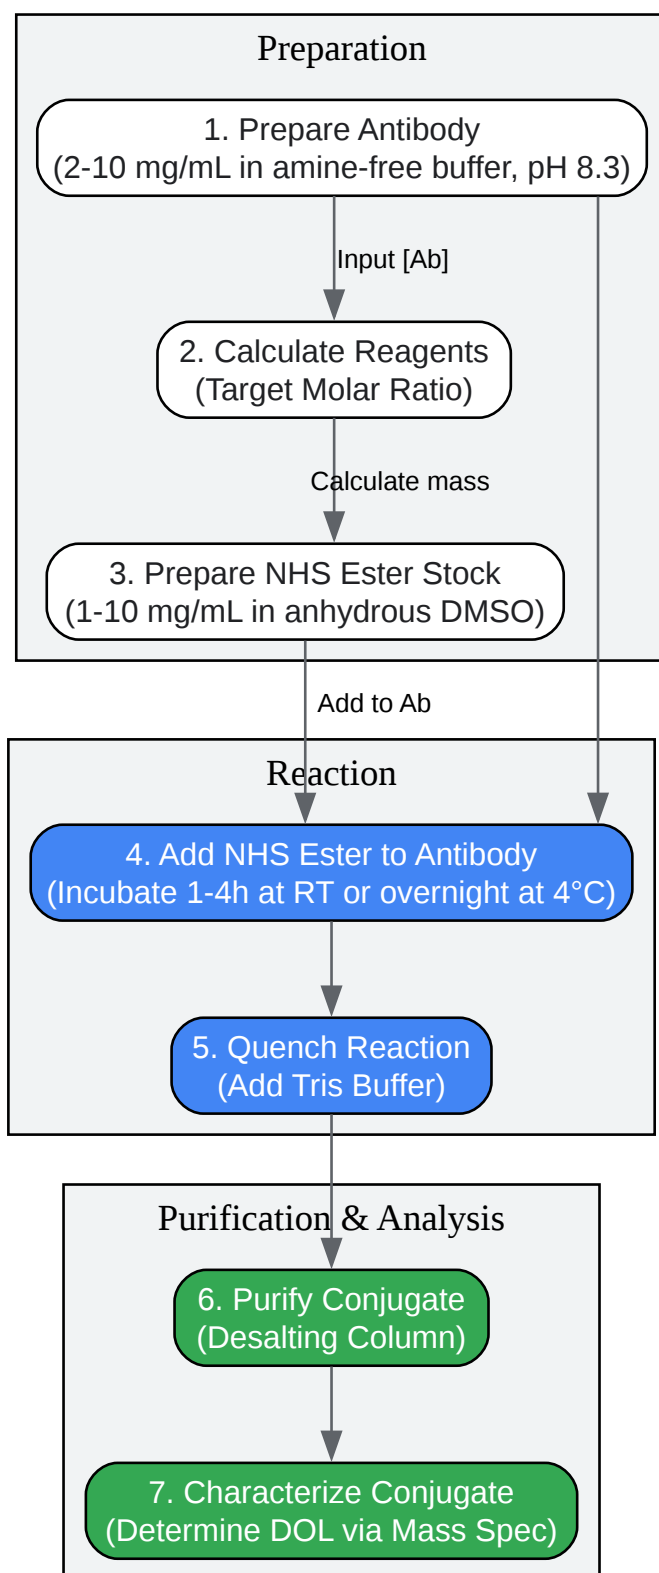 Preparation
1. Prepare Antibody
(2-10 mg/mL in amine-free buffer, pH 8.3)
Input [Ab]
2. Calculate Reagents
(Target Molar Ratio)
Calculate mass
3. Prepare NHS Ester Stock
(1-10 mg/mL in anhydrous DMSO)
Add to Ab
Reaction
4. Add NHS Ester to Antibody
(Incubate 1-4h at RT or overnight at 4°C)
5. Quench Reaction
(Add Tris Buffer)
Purification & Analysis
6. Purify Conjugate
(Desalting Column)
7. Characterize Conjugate
(Determine DOL via Mass Spec)